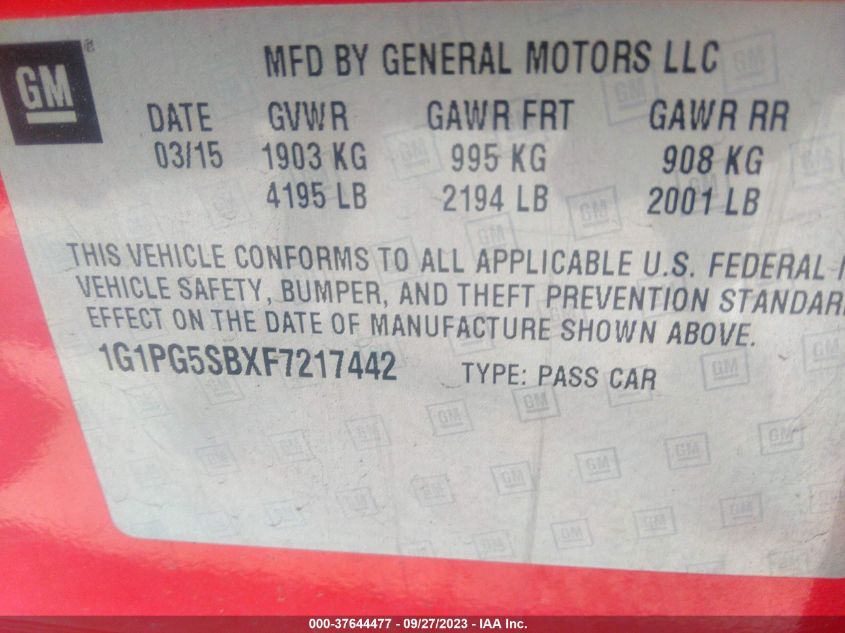 GM ®
MFD BY GENERAL MOTORS LLC
DATE GVWR GAWR FRT GAWR RR
03/15 1903 KG 995 KG 908 KG
4195 LB 2194 LB 2001 LB
THIS VEHICLE CONFORMS TO ALL APPLICABLE U.S. FEDERAL
VEHICLE SAFETY, BUMPER, AND THEFT PREVENTION STANDAR
EFFECT ON THE DATE OF MANUFACTURE SHOWN ABOVE.
1G1PG5SBXF7217442 TYPE: PASS CAR
000-37644477 - 09/27/2023 - IAA Inc.